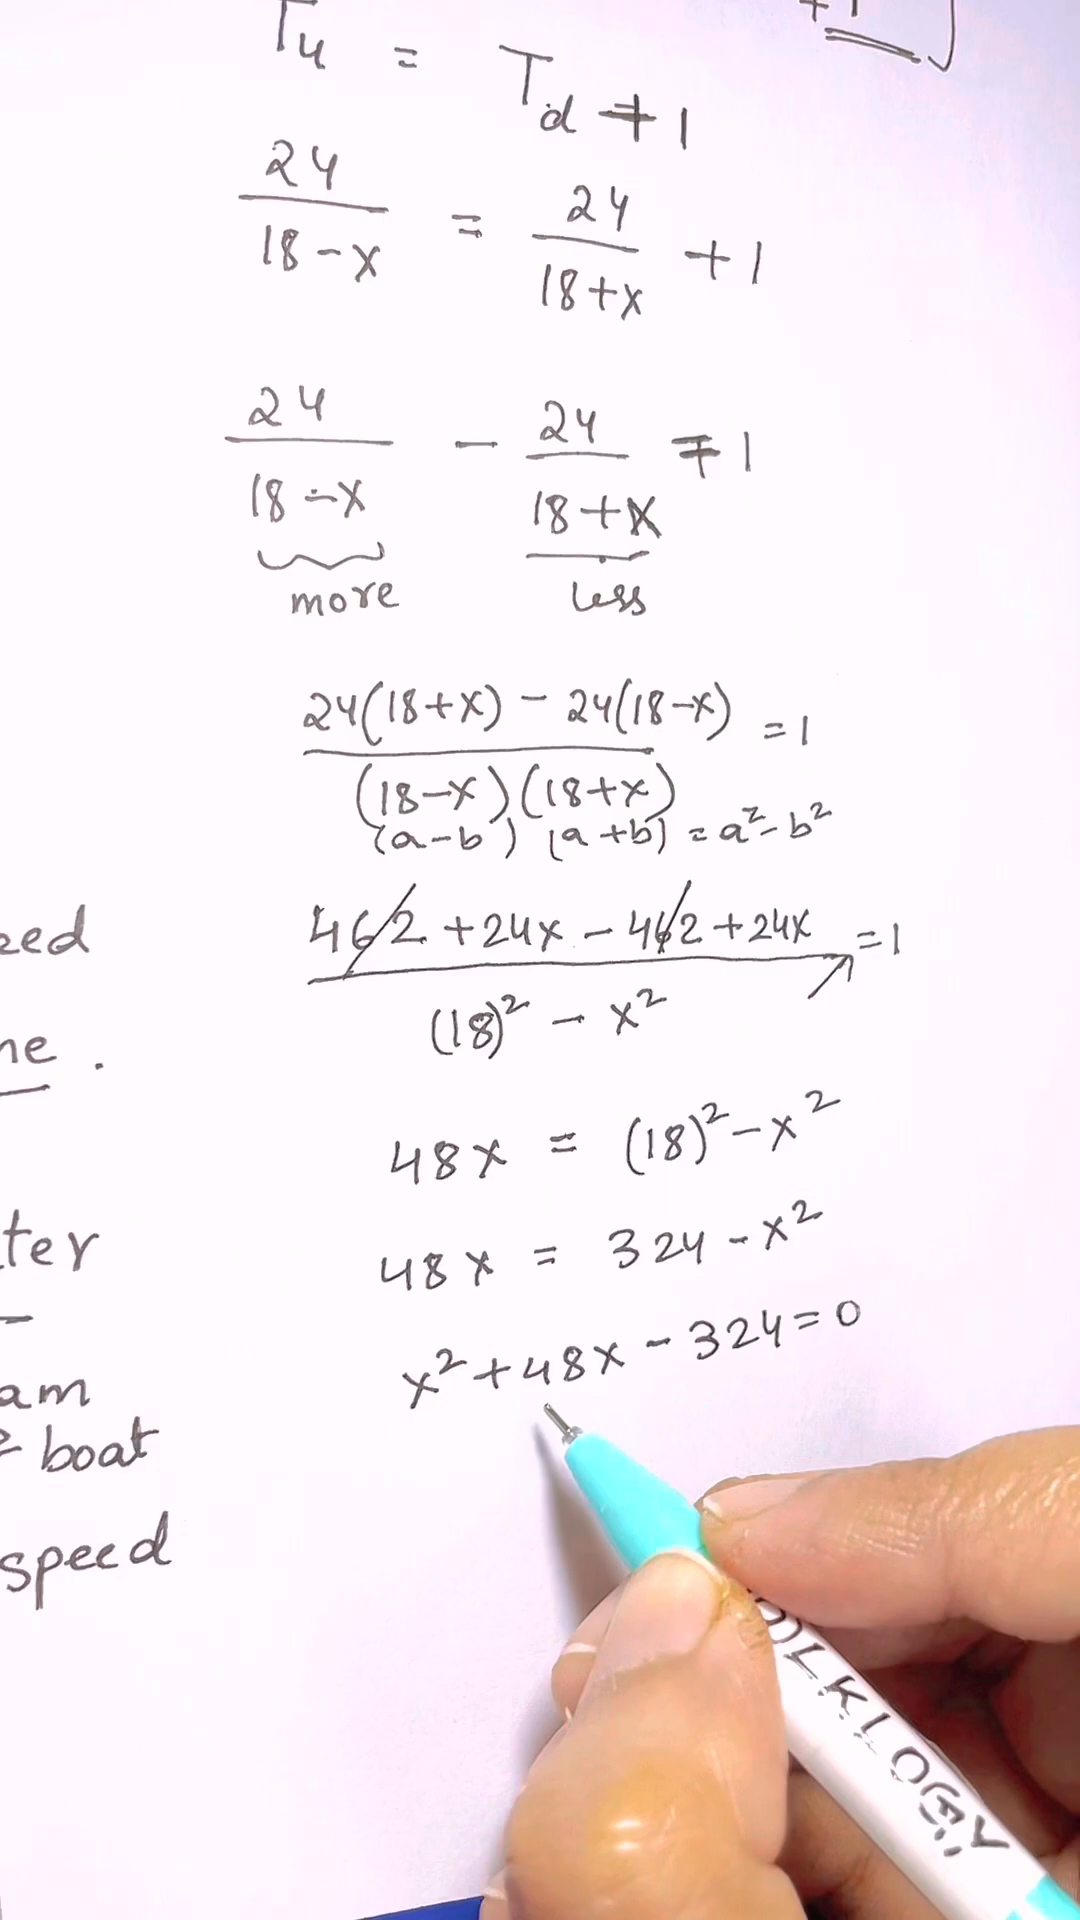 +1 ]
Tu = Td + 1
24/(18-x) = 24/(18+x) + 1
24/(18-x) - 24/(18+x) = 1
more less
(24(18+x) - 24(18-x))/((18-x)(18+x)) = 1
(a-b) (a+b) = a² - b²
(462 + 24x - 462 + 24x)/((18)² - x²) = 1
48x = (18)² - x²
ter
48x = 324 - x²
x² + 48x - 324 = 0
am
boat
speed
OLKLOGY